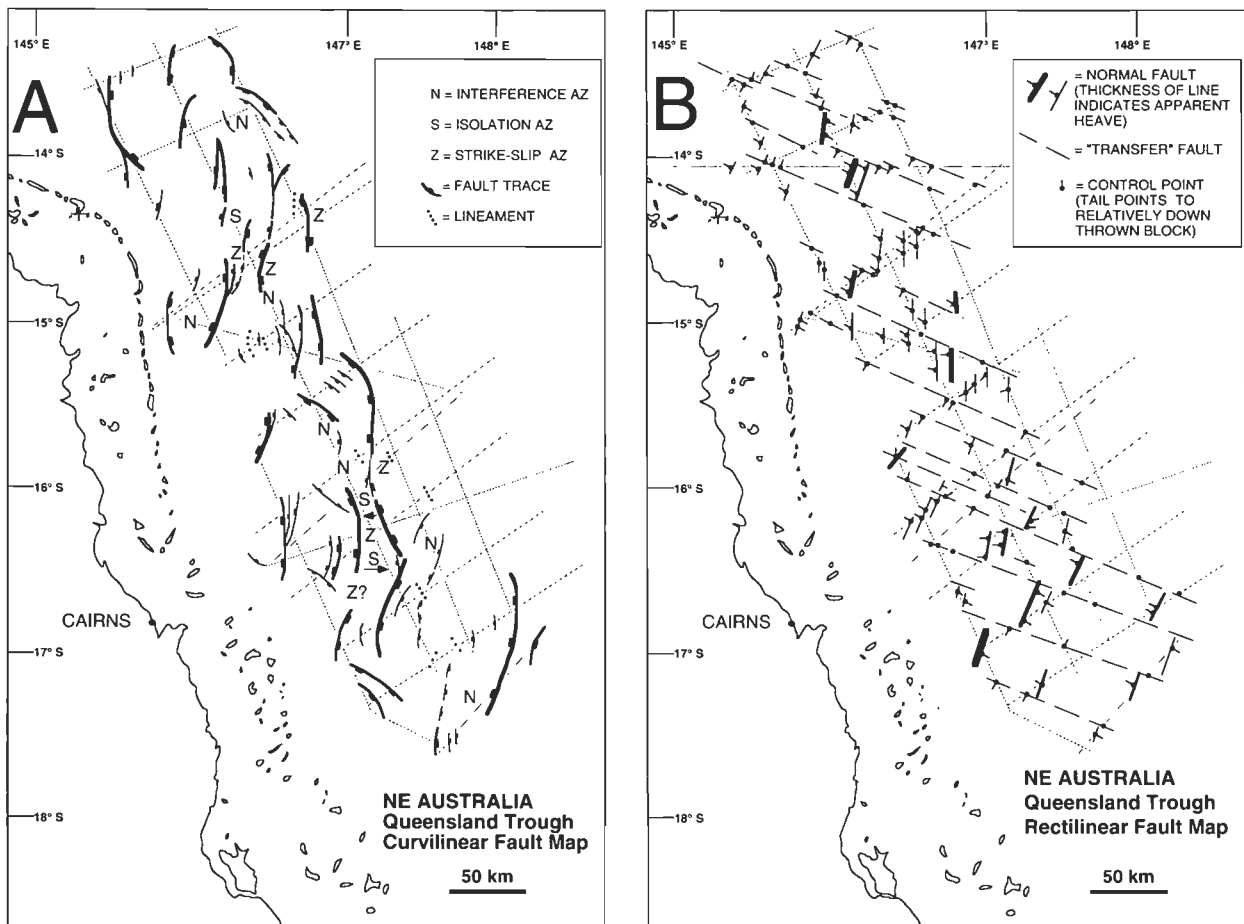 145° E
147° E
148° E
A
N = INTERFERENCE AZ
S = ISOLATION AZ
Z = STRIKE-SLIP AZ
= FAULT TRACE
= LINEAMENT
14° S
15° S
16° S
17° S
18° S
N
S
Z
Z
Z
N
N
N
N
Z
S
Z
S
N
Z?
N
CAIRNS
NE AUSTRALIA
Queensland Trough
Curvilinear Fault Map
50 km
145° E
147° E
148° E
B
= NORMAL FAULT
(THICKNESS OF LINE
INDICATES APPARENT
HEAVE)
= "TRANSFER" FAULT
= CONTROL POINT
(TAIL POINTS TO
RELATIVELY DOWN
THROWN BLOCK)
14° S
15° S
16° S
17° S
18° S
CAIRNS
NE AUSTRALIA
Queensland Trough
Rectilinear Fault Map
50 km